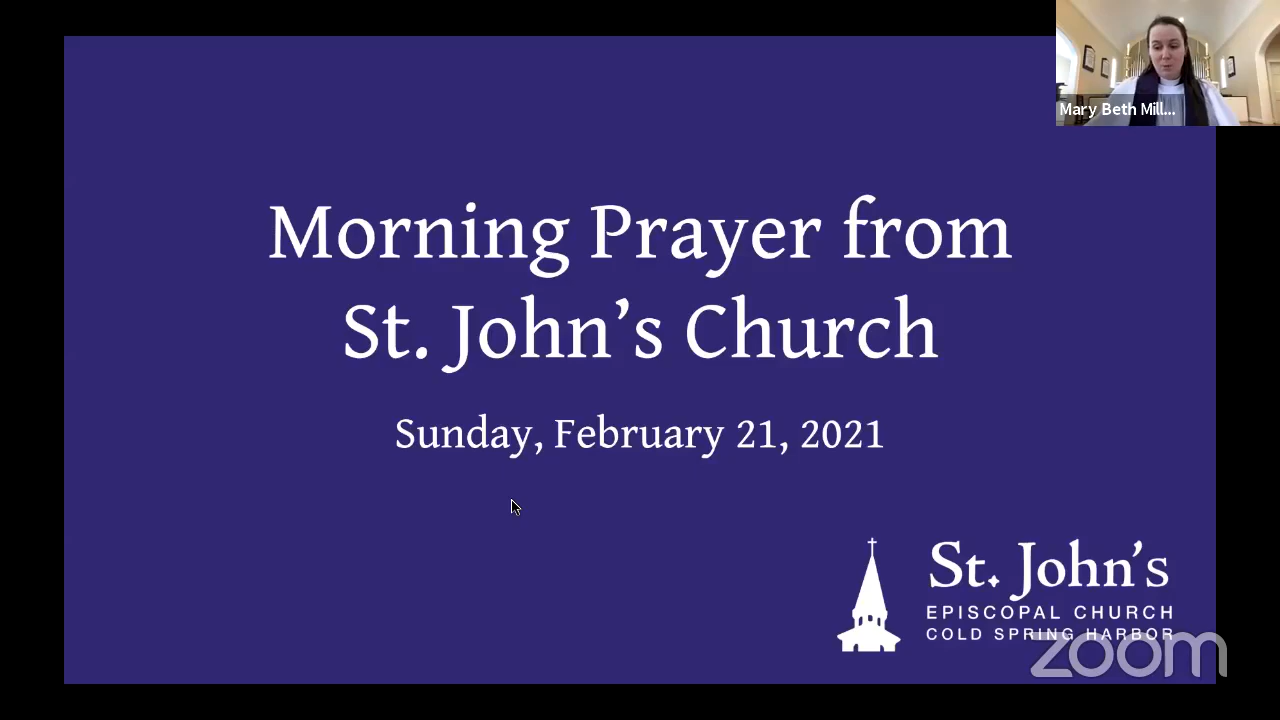 Mary Beth Mill...
Morning Prayer from
St. John’s Church
Sunday, February 21, 2021
St. John’s
EPISCOPAL CHURCH
COLD SPRING HARBOR
zoom